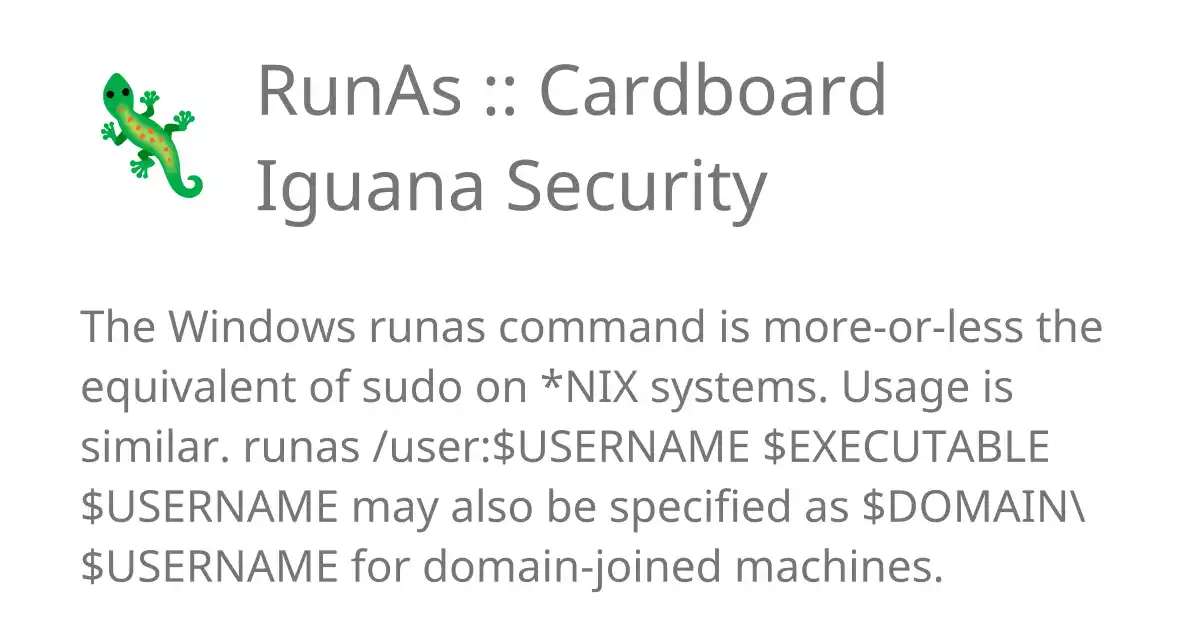 RunAs :: Cardboard
Iguana Security
The Windows runas command is more-or-less the
equivalent of sudo on *NIX systems. Usage is
similar. runas /user:$USERNAME $EXECUTABLE
$USERNAME may also be specified as $DOMAIN\
$USERNAME for domain-joined machines.